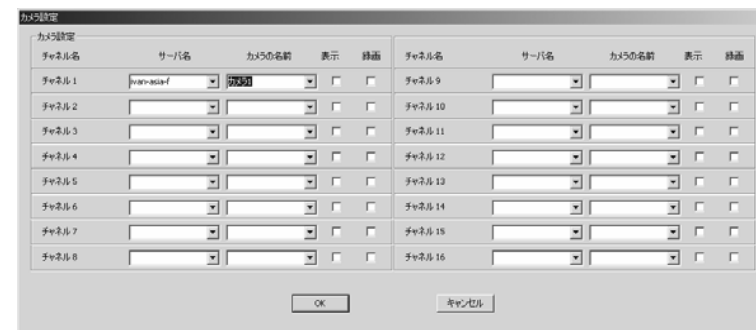 カメラ設定
カメラ設定
チャネル名 サーバ名 カメラの名前 表示 録画 チャネル名 サーバ名 カメラの名前 表示 録画
チャネル 1 ivan-asia-f チャネル 9
チャネル 2 チャネル 10
チャネル 3 チャネル 11
チャネル 4 チャネル 12
チャネル 5 チャネル 13
チャネル 6 チャネル 14
チャネル 7 チャネル 15
チャネル 8 チャネル 16
OK キャンセル